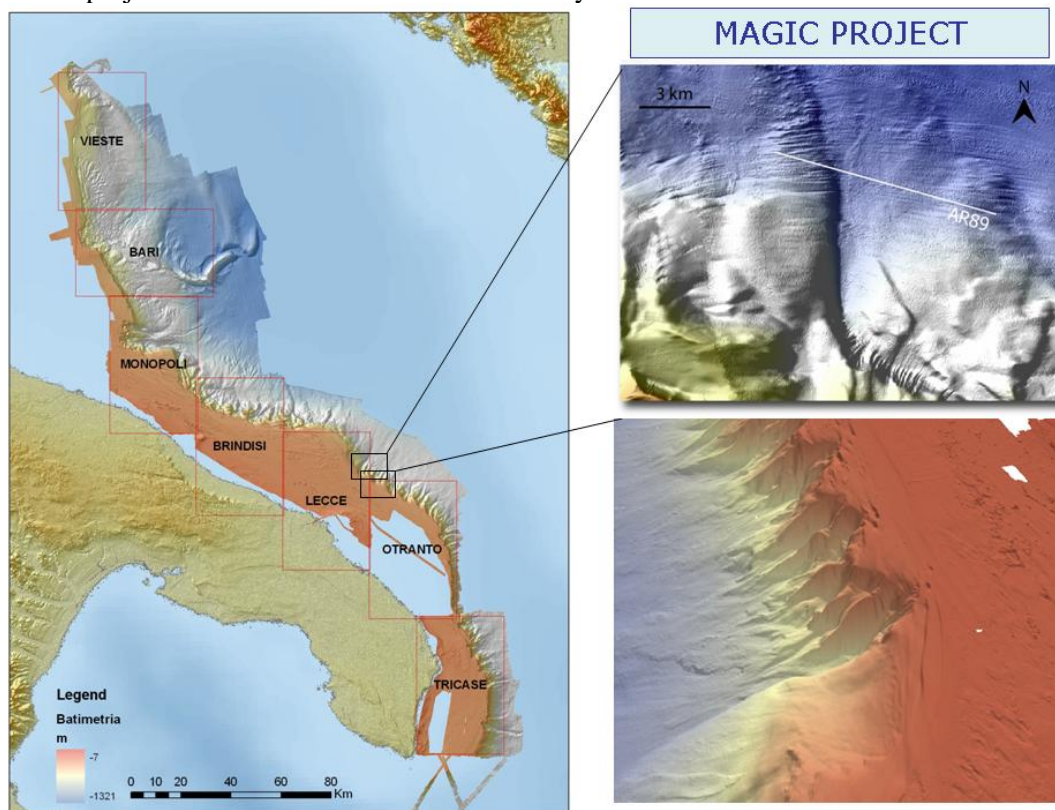 MAGIC PROJECT
VIESTE
BARI
MONOPOLI
BRINDISI
LECCE
OTRANTO
TRICASE
Legend
Batimetria
m
-7
-1321
0 5 10 20 40 60 80
Km
3 km
N
AR89